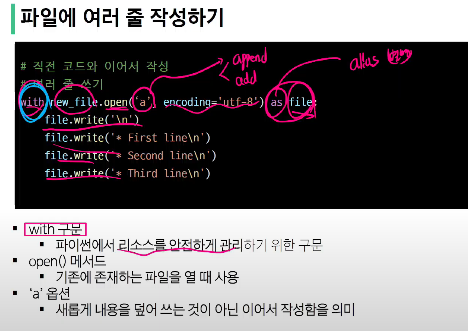 파일에 여러 줄 작성하기
# 직전 코드와 이어서 작성
# 여러 줄 쓰기
append
add
alias
with new_file.open('a', encoding='utf-8') as file:
file.write('\n')
file.write('* First line\n')
file.write('* Second line\n')
file.write('* Third line\n')
▪ with 구문
▪ 파이썬에서 리소스를 안전하게 관리하기 위한 구문
▪ open() 메서드
▪ 기존에 존재하는 파일을 열 때 사용
▪ ‘a’ 옵션
▪ 새롭게 내용을 덮어 쓰는 것이 아닌 이어서 작성함을 의미